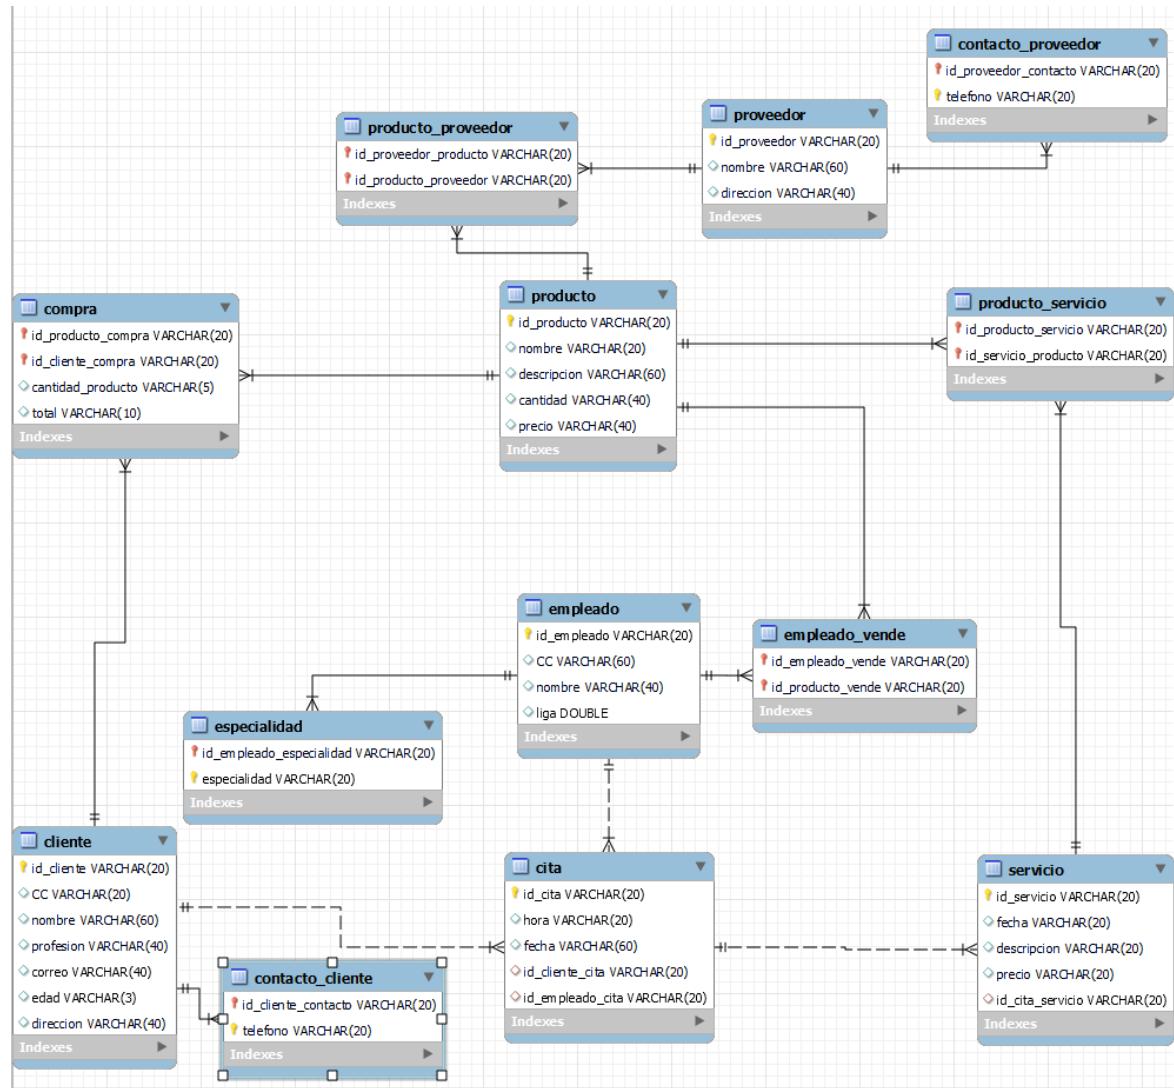 contacto_proveedor
id_proveedor_contacto VARCHAR(20)
telefono VARCHAR(20)
Indexes
producto_proveedor
id_proveedor_producto VARCHAR(20)
id_producto_proveedor VARCHAR(20)
Indexes
proveedor
id_proveedor VARCHAR(20)
nombre VARCHAR(60)
direccion VARCHAR(40)
Indexes
compra
id_producto_compra VARCHAR(20)
id_cliente_compra VARCHAR(20)
cantidad_producto VARCHAR(5)
total VARCHAR(10)
Indexes
producto
id_producto VARCHAR(20)
nombre VARCHAR(20)
descripcion VARCHAR(60)
cantidad VARCHAR(40)
precio VARCHAR(40)
Indexes
producto_servicio
id_producto_servicio VARCHAR(20)
id_servicio_producto VARCHAR(20)
Indexes
empleado
id_empleado VARCHAR(20)
CC VARCHAR(60)
nombre VARCHAR(40)
liga DOUBLE
Indexes
empleado_vende
id_empleado_vende VARCHAR(20)
id_producto_vende VARCHAR(20)
Indexes
especialidad
id_empleado_especialidad VARCHAR(20)
especialidad VARCHAR(20)
Indexes
cliente
id_cliente VARCHAR(20)
CC VARCHAR(20)
nombre VARCHAR(60)
profesion VARCHAR(40)
correo VARCHAR(40)
edad VARCHAR(3)
direccion VARCHAR(40)
Indexes
contacto_cliente
id_cliente_contacto VARCHAR(20)
telefono VARCHAR(20)
Indexes
cita
id_cita VARCHAR(20)
hora VARCHAR(20)
fecha VARCHAR(60)
id_cliente_cita VARCHAR(20)
id_empleado_cita VARCHAR(20)
Indexes
servicio
id_servicio VARCHAR(20)
fecha VARCHAR(20)
descripcion VARCHAR(20)
precio VARCHAR(20)
id_cita_servicio VARCHAR(20)
Indexes